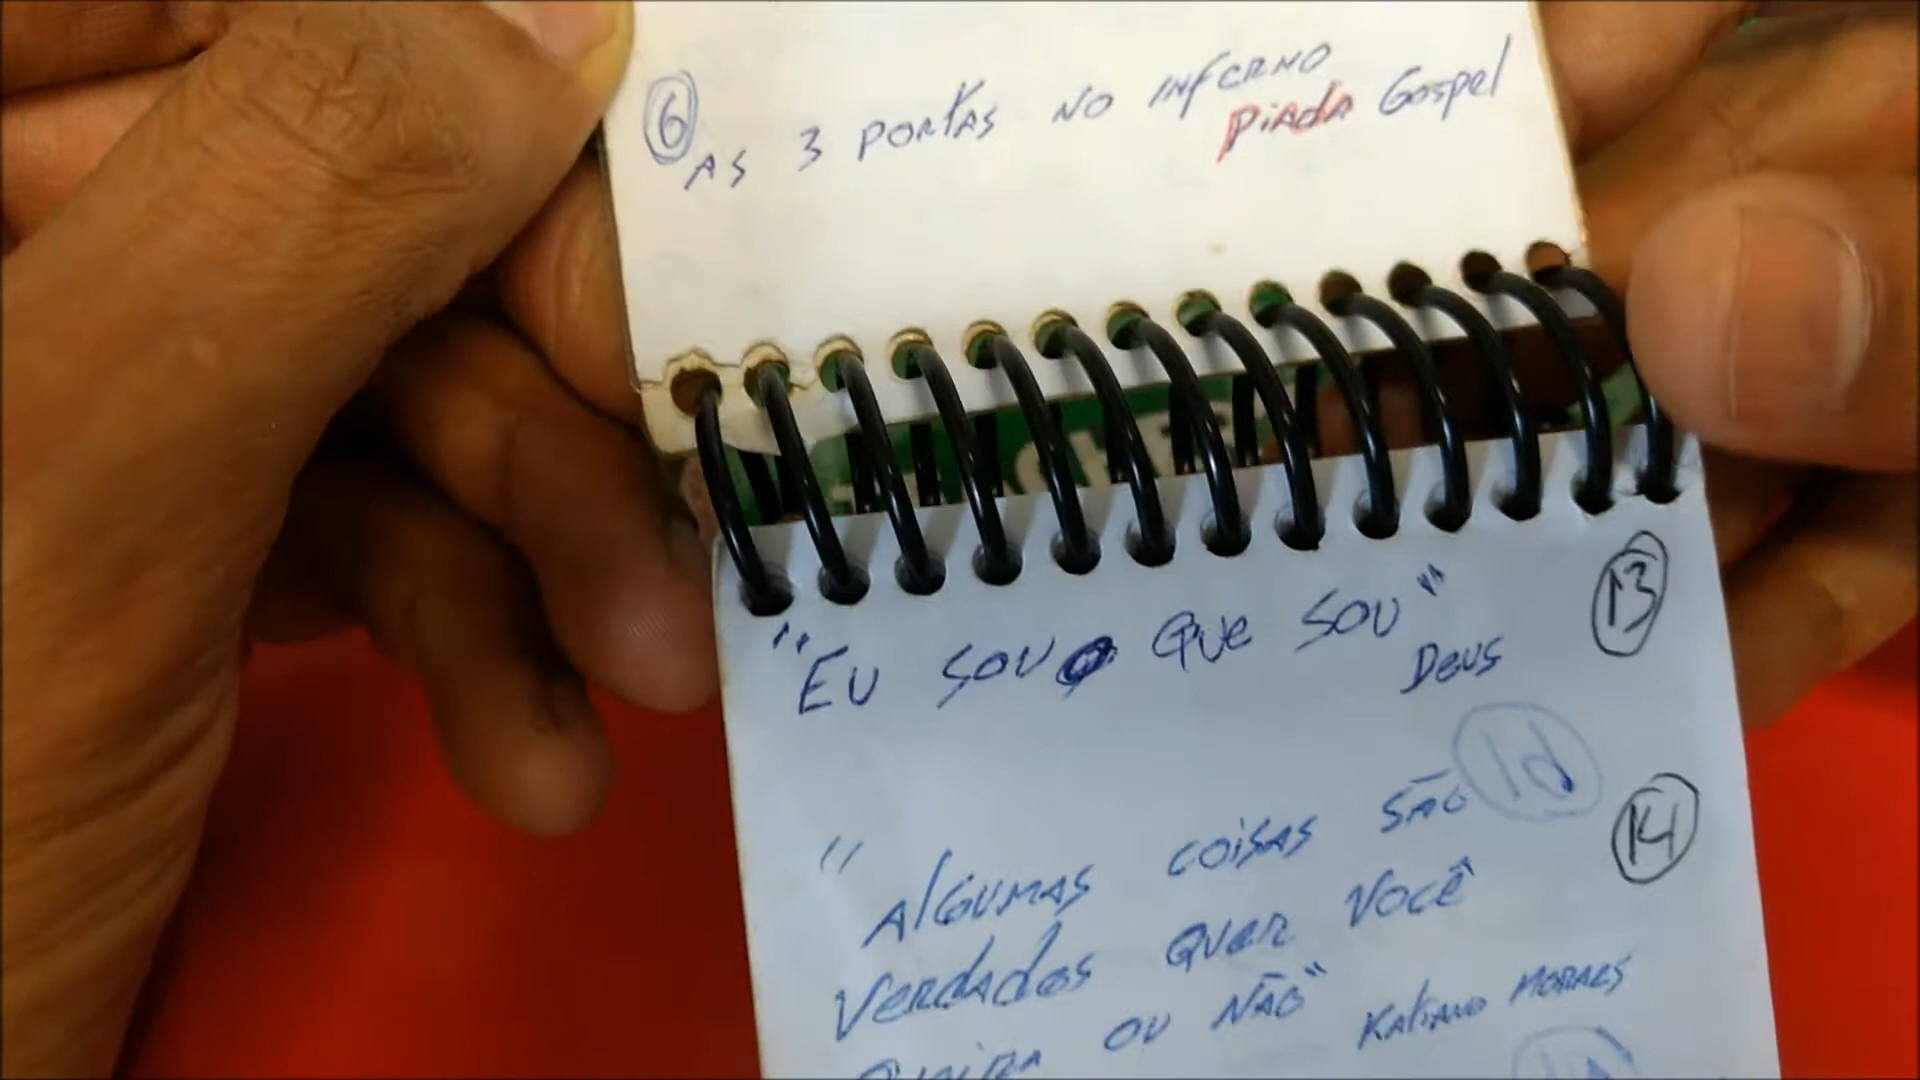 6
AS 3 PORTAS NO INFERNO
Piada Gospel
"EU SOU O QUE SOU"
Deus
13
1d
14
"ALGUMAS COISAS SÃO
VERDADES QUER VOCÊ
OU NÃO"
MORAES